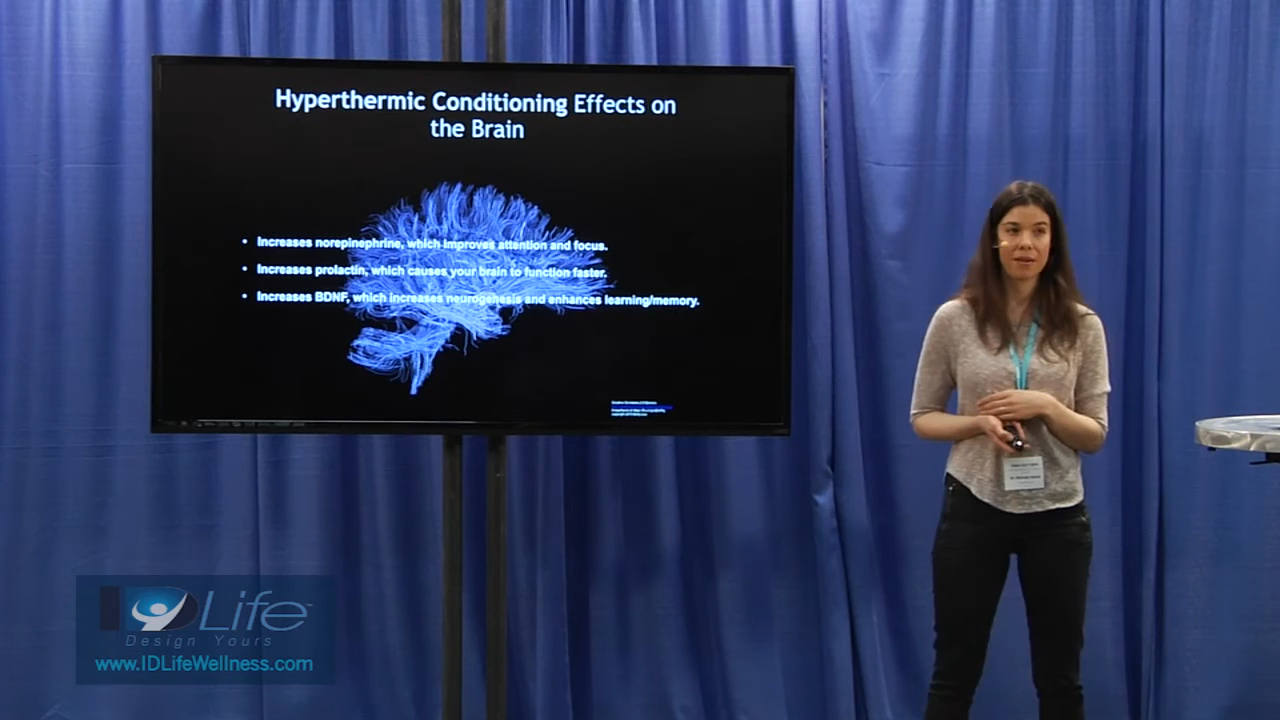 Hyperthermic Conditioning Effects on
the Brain
• Increases norepinephrine, which improves attention and focus.
• Increases prolactin, which causes your brain to function faster.
• Increases BDNF, which increases neurogenesis and enhances learning/memory.
IDLife
Design Yours
www.IDLifeWellness.com